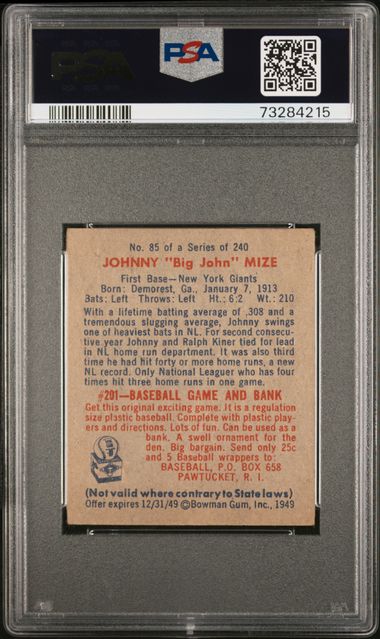 PSA
PSA
73284215
No. 85 of a Series of 240
JOHNNY "Big John" MIZE
First Base—New York Giants
Born: Demorest, Ga., January 7, 1913
Bats: Left Throws: Left Ht.: 6:2 Wt.: 210
With a lifetime batting average of .308 and a
tremendous slugging average, Johnny swings
one of heaviest bats in NL. For second consecu-
tive year Johnny and Ralph Kiner tied for lead
in NL home run department. It was also third
time he had hit forty or more home runs, a new
NL record. Only National Leaguer who has four
times hit three home runs in one game.
#201—BASEBALL GAME AND BANK
Get this original exciting game. It is a regulation
size plastic baseball. Complete with plastic play-
ers and directions. Lots of fun. Can be used as a
bank. A swell ornament for the
den. Big bargain. Send only 25c
and 5 Baseball wrappers to:
BASEBALL, P.O. BOX 658
PAWTUCKET, R. I.
(Not valid where contrary to State laws)
Offer expires 12/31/49 ©Bowman Gum, Inc., 1949